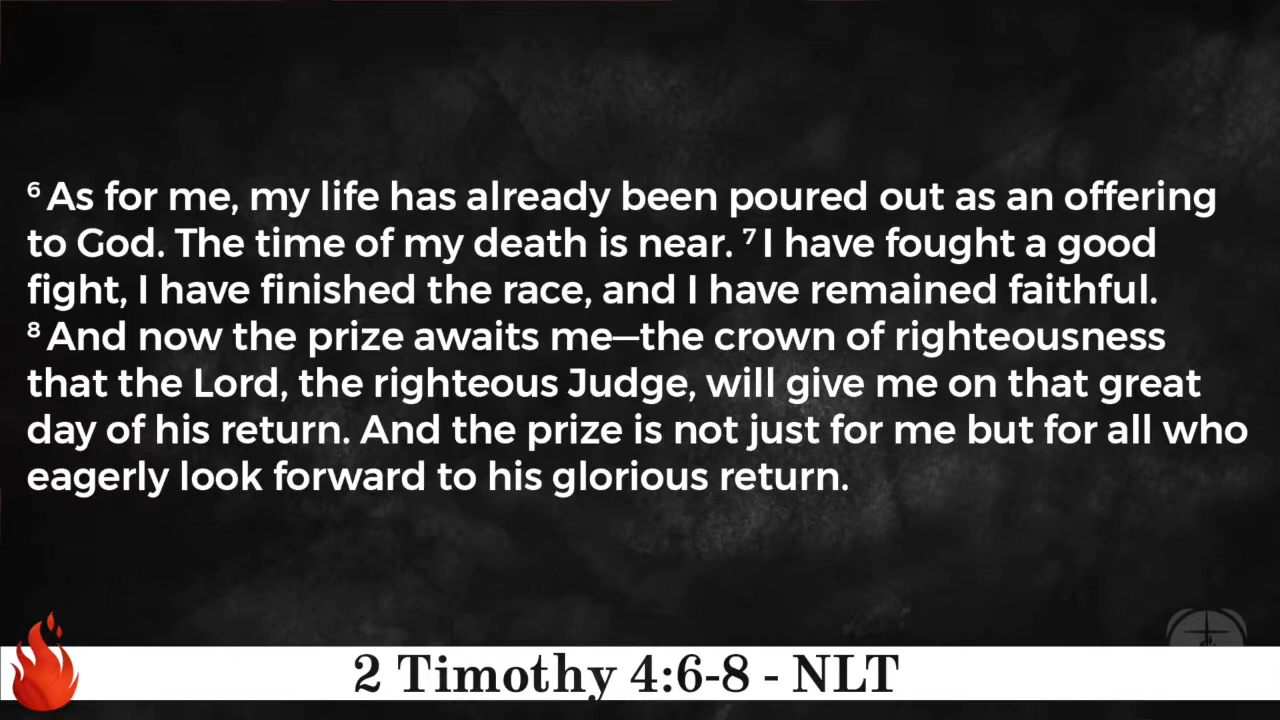 ⁶ As for me, my life has already been poured out as an offering
to God. The time of my death is near. ⁷ I have fought a good
fight, I have finished the race, and I have remained faithful.
⁸ And now the prize awaits me—the crown of righteousness
that the Lord, the righteous Judge, will give me on that great
day of his return. And the prize is not just for me but for all who
eagerly look forward to his glorious return.
2 Timothy 4:6-8 - NLT